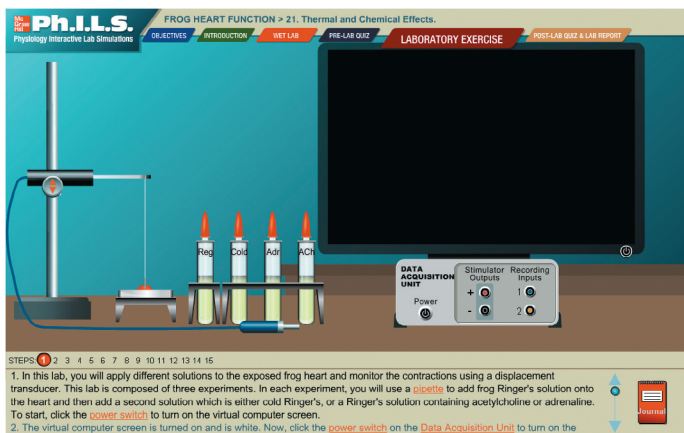 Mc
Graw
Hill
Ph.I.L.S.
Physiology Interactive Lab Simulations
FROG HEART FUNCTION > 21. Thermal and Chemical Effects.
OBJECTIVES
INTRODUCTION
WET LAB
PRE-LAB QUIZ
LABORATORY EXERCISE
POST-LAB QUIZ & LAB REPORT
Reg
Cold
Adr
ACh
DATA
ACQUISITION
UNIT
Power
Stimulator
Outputs
+
-
Recording
Inputs
1
2
STEPS: 1 2 3 4 5 6 7 8 9 10 11 12 13 14 15
1. In this lab, you will apply different solutions to the exposed frog heart and monitor the contractions using a displacement
transducer. This lab is composed of three experiments. In each experiment, you will use a pipette to add frog Ringer's solution onto
the heart and then add a second solution which is either cold Ringer's, or a Ringer's solution containing acetylcholine or adrenaline.
To start, click the power switch to turn on the virtual computer screen.
2. The virtual computer screen is turned on and is white. Now, click the power switch on the Data Acquisition Unit to turn on the
Journal